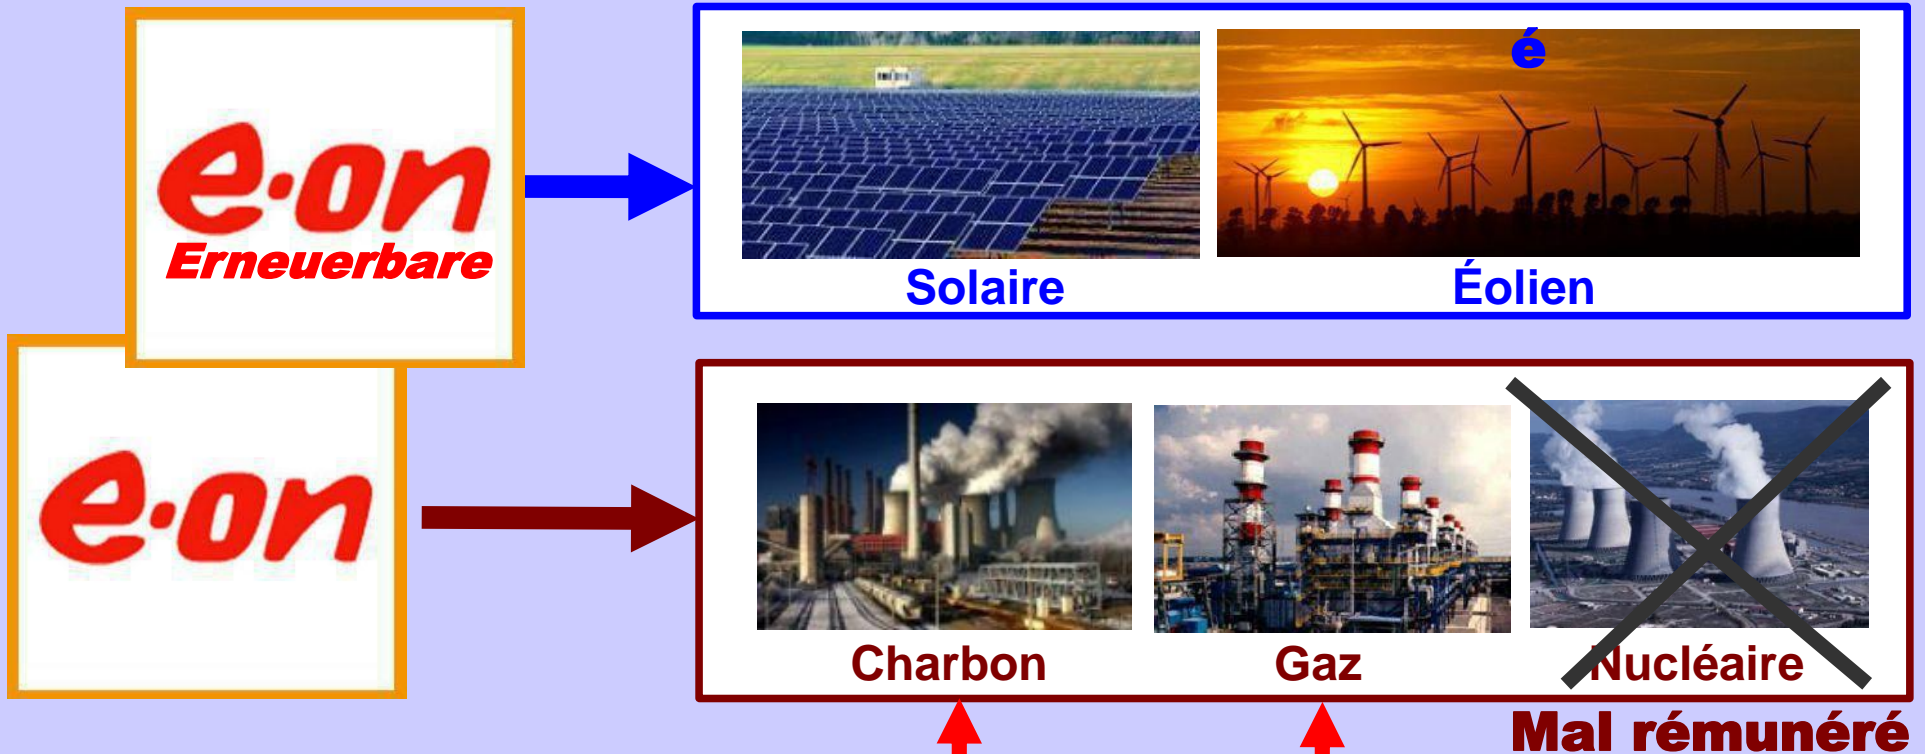 é
e·on
Erneuerbare
Solaire
Éolien
e·on
Charbon
Gaz
Nucléaire
Mal rémunéré